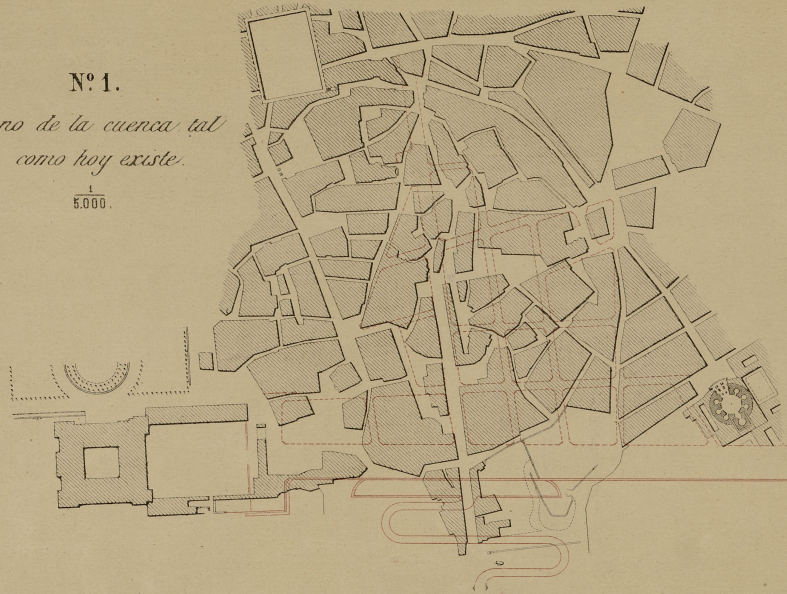 Nº 1.
no de la cuenca tal
como hoy existe.
1
5.000.